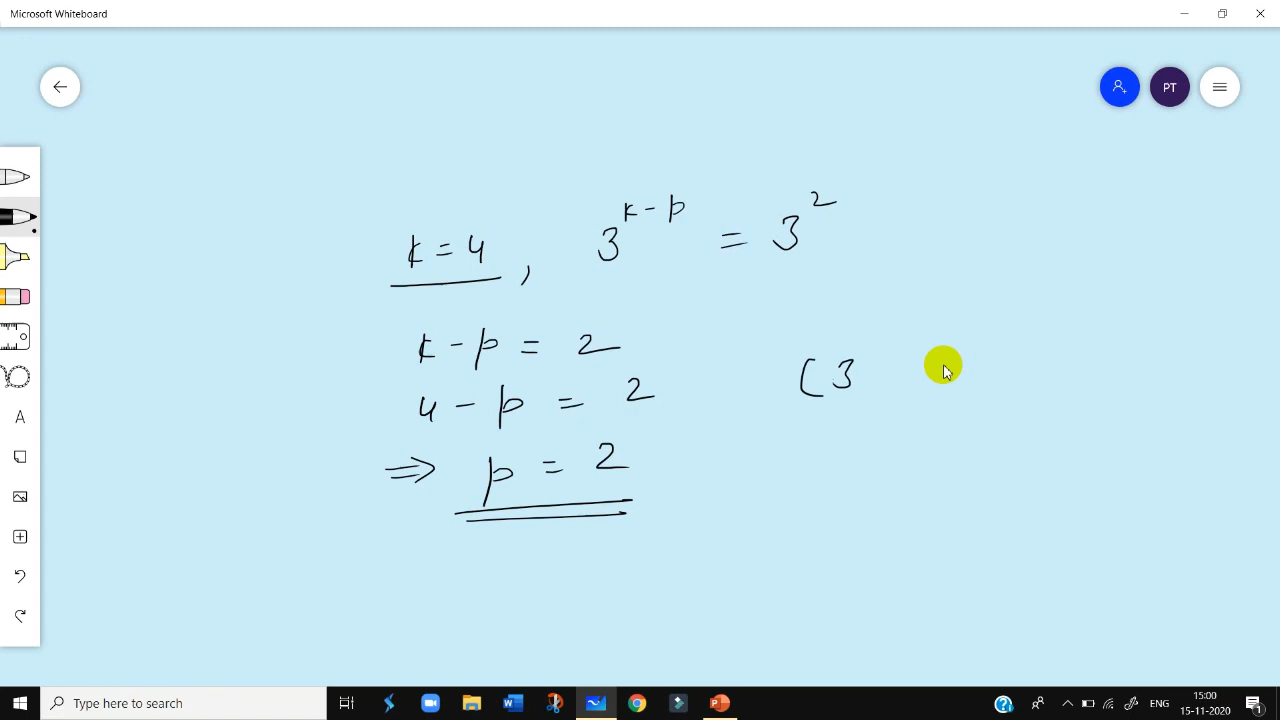 Microsoft Whiteboard
PT
k = 4 , 3^{k-p} = 3^2
k - p = 2
4 - p = 2
⇒ p = 2
(3
A
Type here to search
ENG
15:00
15-11-2020
1